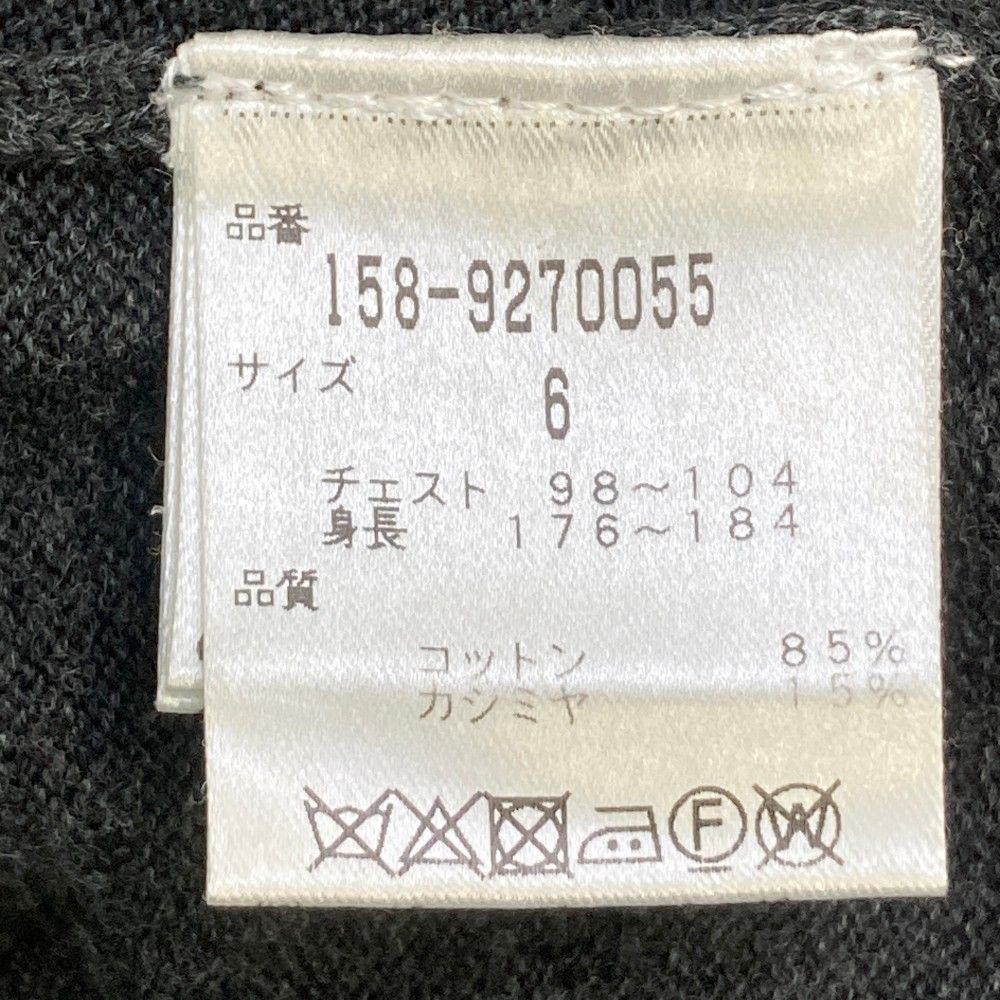 品番
158-9270055
サイズ 6
チェスト 98～104
身長 176～184
品質
コットン 85%
カシミヤ 15%
F W